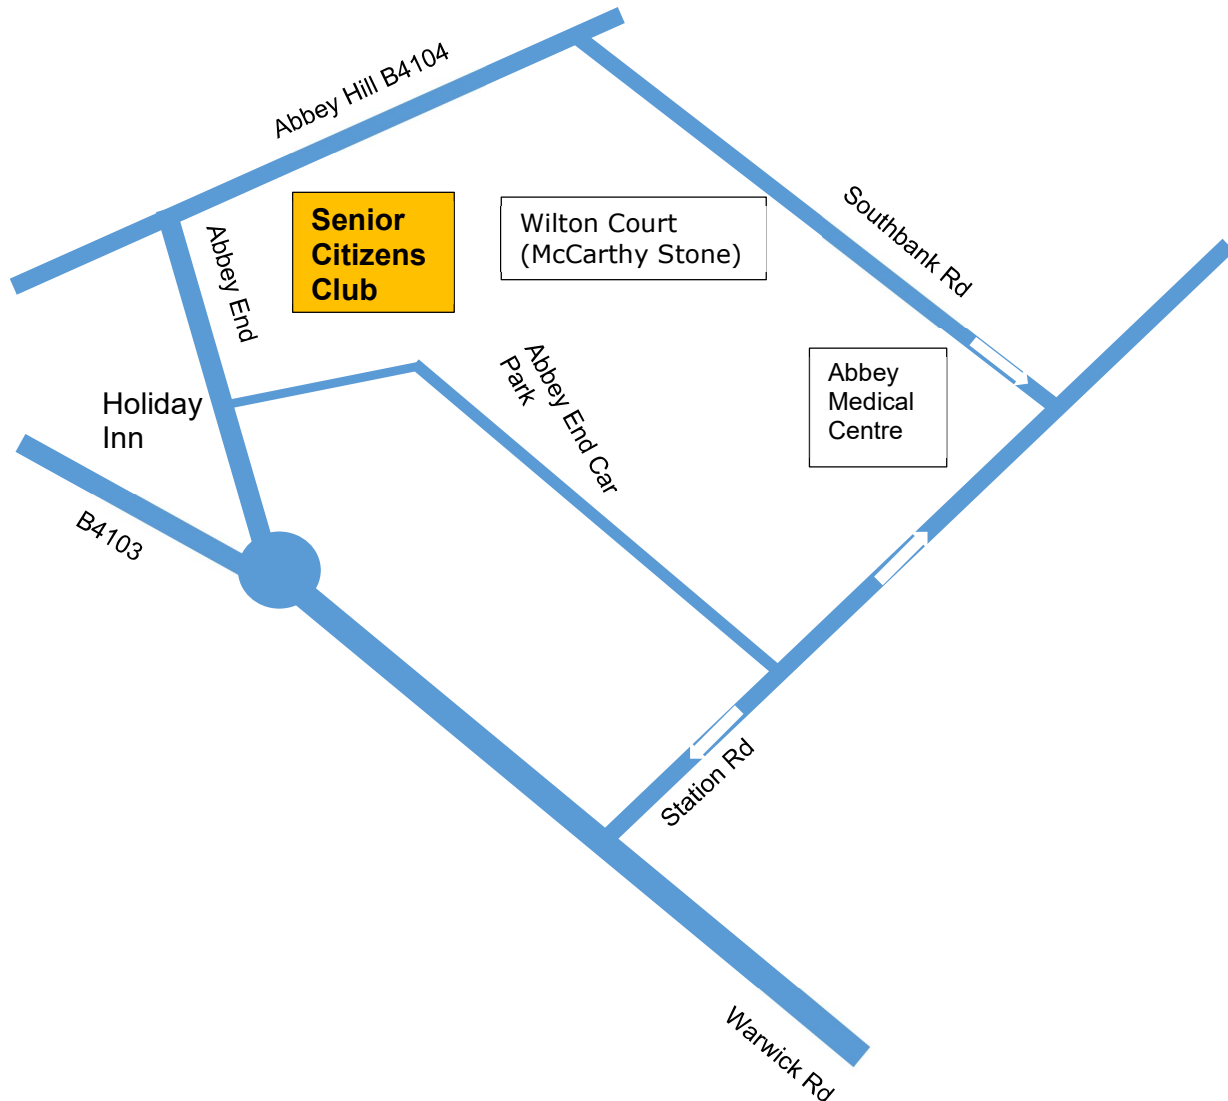 Abbey Hill B4104
Southbank Rd
Senior
Citizens
Club
Wilton Court
(McCarthy Stone)
Abbey End
Abbey End Car
Park
Abbey
Medical
Centre
Holiday
Inn
B4103
Station Rd
Warwick Rd